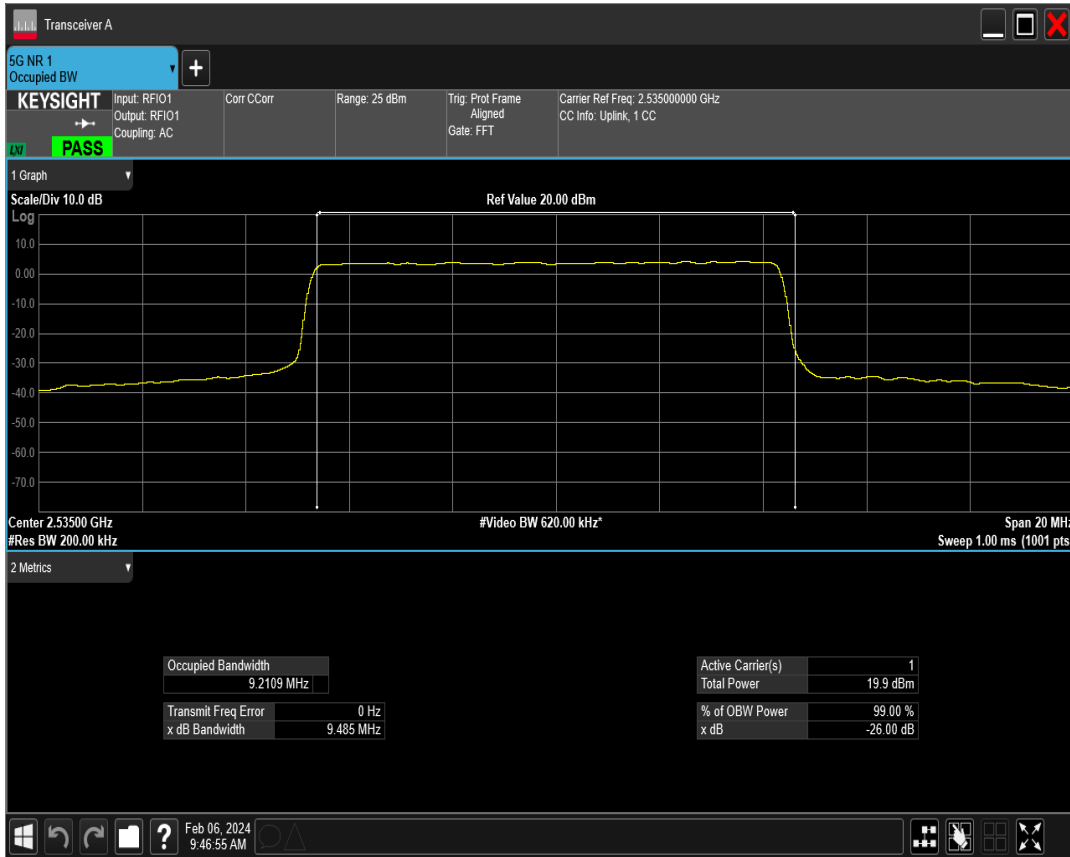 Transceiver A
5G NR 1
Occupied BW
KEYSIGHT
LXI
PASS
Input: RFIO1
Output: RFIO1
Coupling: AC
Corr CCorr
Range: 25 dBm
Trig: Prot Frame
Aligned
Gate: FFT
Carrier Ref Freq: 2.535000000 GHz
CC Info: Uplink, 1 CC
1 Graph
Scale/Div 10.0 dB
Ref Value 20.00 dBm
Log
10.0
0.00
-10.0
-20.0
-30.0
-40.0
-50.0
-60.0
-70.0
Center 2.53500 GHz
#Video BW 620.00 kHz*
Span 20 MHz
#Res BW 200.00 kHz
Sweep 1.00 ms (1001 pts
2 Metrics
Occupied Bandwidth
9.2109 MHz
Transmit Freq Error 0 Hz
x dB Bandwidth 9.485 MHz
Active Carrier(s) 1
Total Power 19.9 dBm
% of OBW Power 99.00 %
x dB -26.00 dB
?
Feb 06, 2024
9:46:55 AM